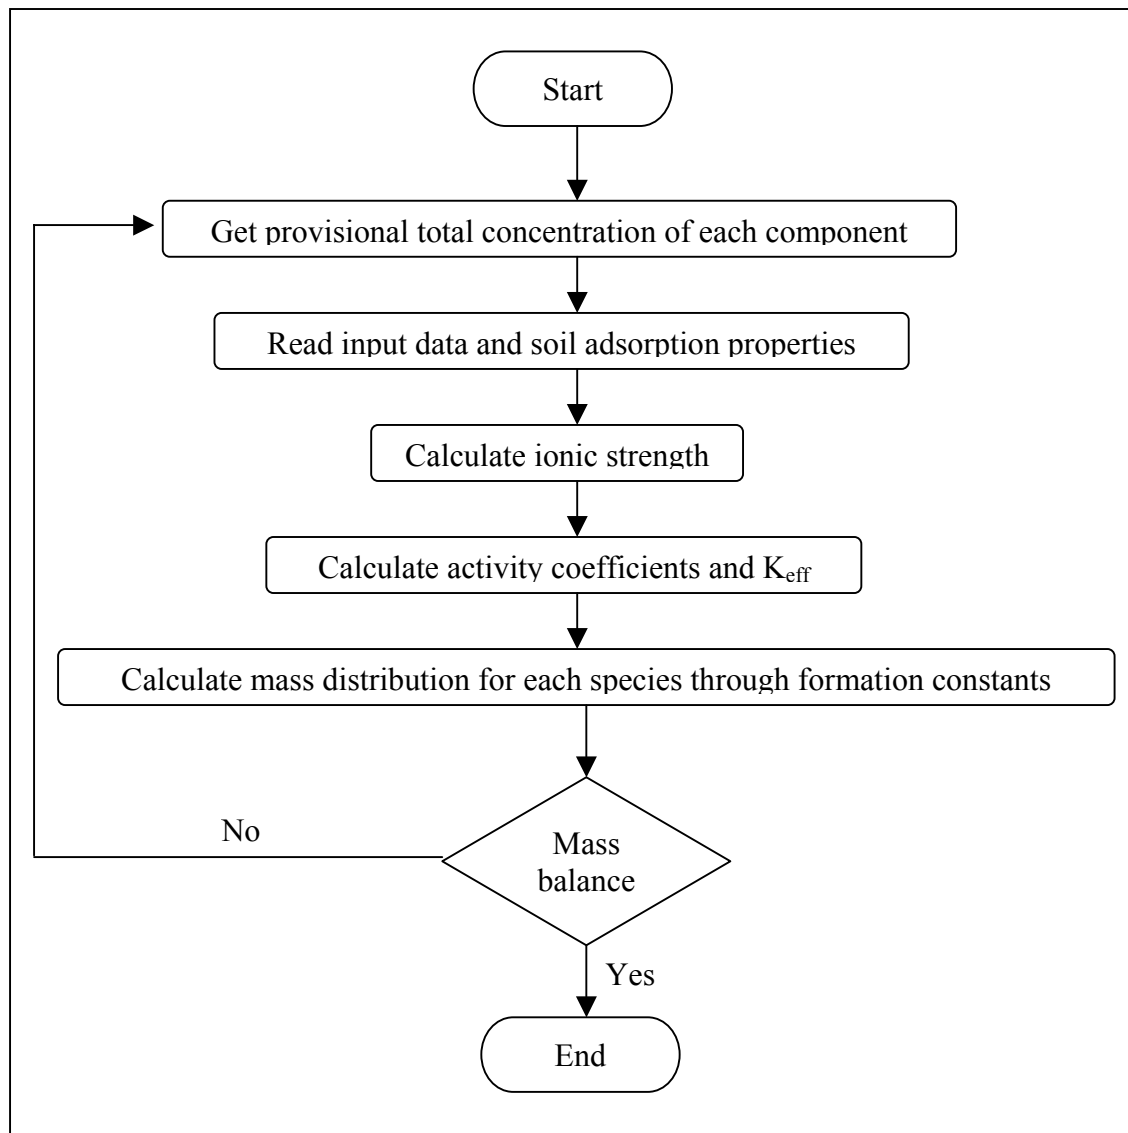 Start
Get provisional total concentration of each component
Read input data and soil adsorption properties
Calculate ionic strength
Calculate activity coefficients and Keff
Calculate mass distribution for each species through formation constants
No
Mass
balance
Yes
End